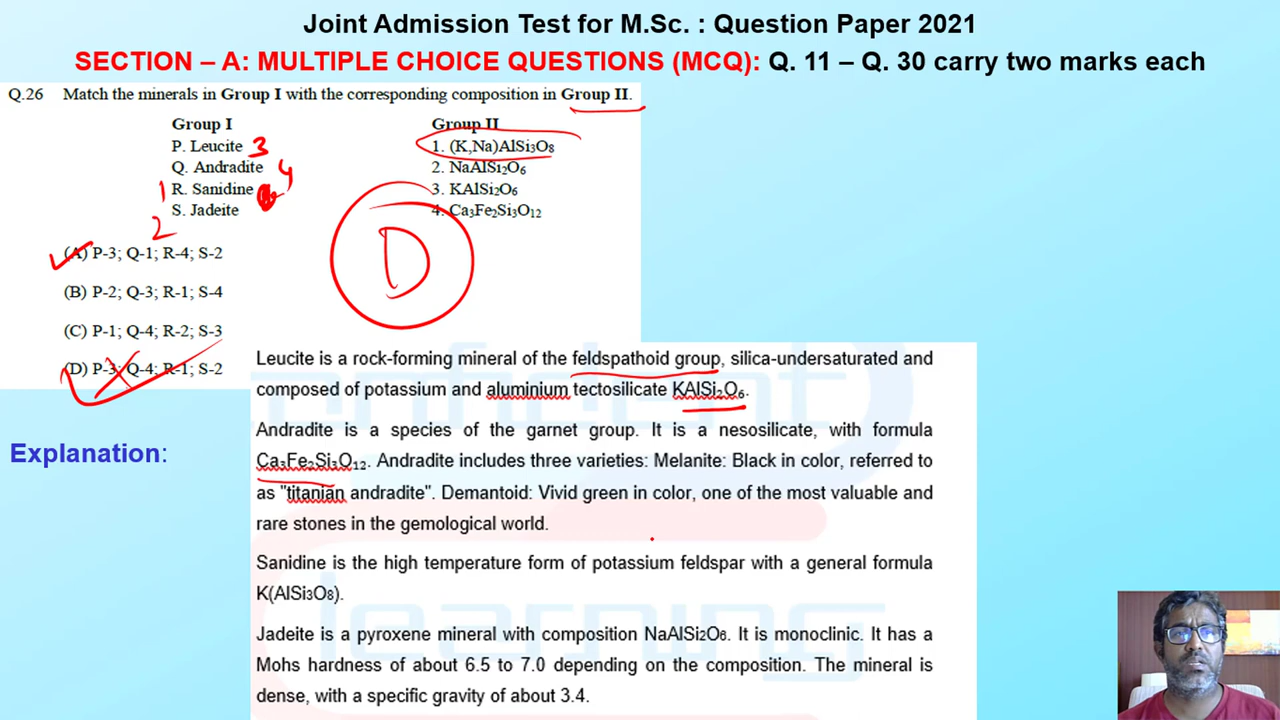 Joint Admission Test for M.Sc. : Question Paper 2021
SECTION – A: MULTIPLE CHOICE QUESTIONS (MCQ): Q. 11 – Q. 30 carry two marks each
Q.26 Match the minerals in Group I with the corresponding composition in Group II.
Group I Group II
P. Leucite 3 1. (K,Na)AlSi₃O₈
Q. Andradite 4 2. NaAlSi₂O₆
1 R. Sanidine 3. KAlSi₂O₆
S. Jadeite 4. Ca₃Fe₂Si₃O₁₂
2
(A) P-3; Q-1; R-4; S-2
D
(B) P-2; Q-3; R-1; S-4
(C) P-1; Q-4; R-2; S-3
(D) P-3; Q-4; R-1; S-2
Leucite is a rock-forming mineral of the feldspathoid group, silica-undersaturated and
composed of potassium and aluminium tectosilicate KAlSi₂O₆.
Andradite is a species of the garnet group. It is a nesosilicate, with formula
Explanation:
Ca₃Fe₂Si₃O₁₂. Andradite includes three varieties: Melanite: Black in color, referred to
as "titanian andradite". Demantoid: Vivid green in color, one of the most valuable and
rare stones in the gemological world.
Sanidine is the high temperature form of potassium feldspar with a general formula
K(AlSi₃O₈).
learning
Jadeite is a pyroxene mineral with composition NaAlSi₂O₆. It is monoclinic. It has a
Mohs hardness of about 6.5 to 7.0 depending on the composition. The mineral is
dense, with a specific gravity of about 3.4.